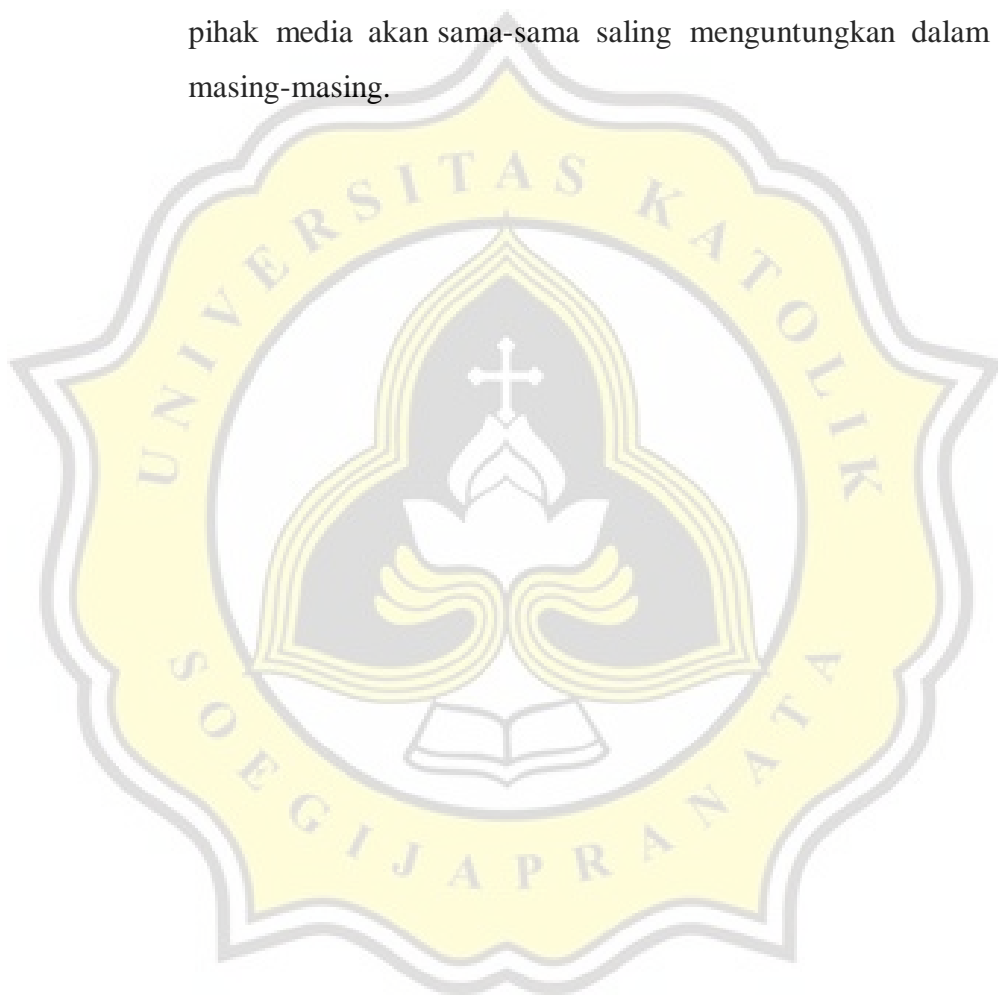 pihak media akan sama-sama saling menguntungkan dalam
masing-masing.
UNIVERSITAS KATOLIK
SOEGIJAPRANATA